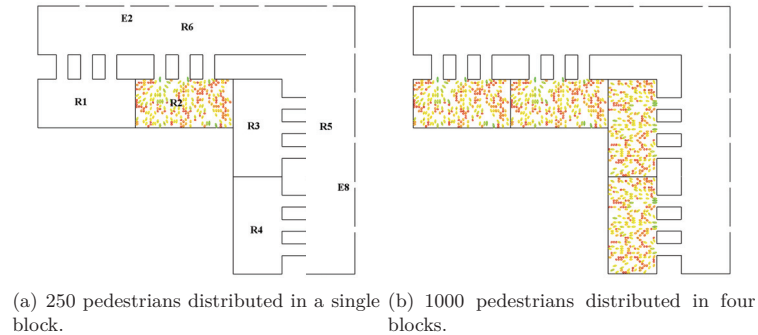 E2
R6
R1
R2
R3
R5
E8
R4
(a) 250 pedestrians distributed in a single block.
(b) 1000 pedestrians distributed in four blocks.